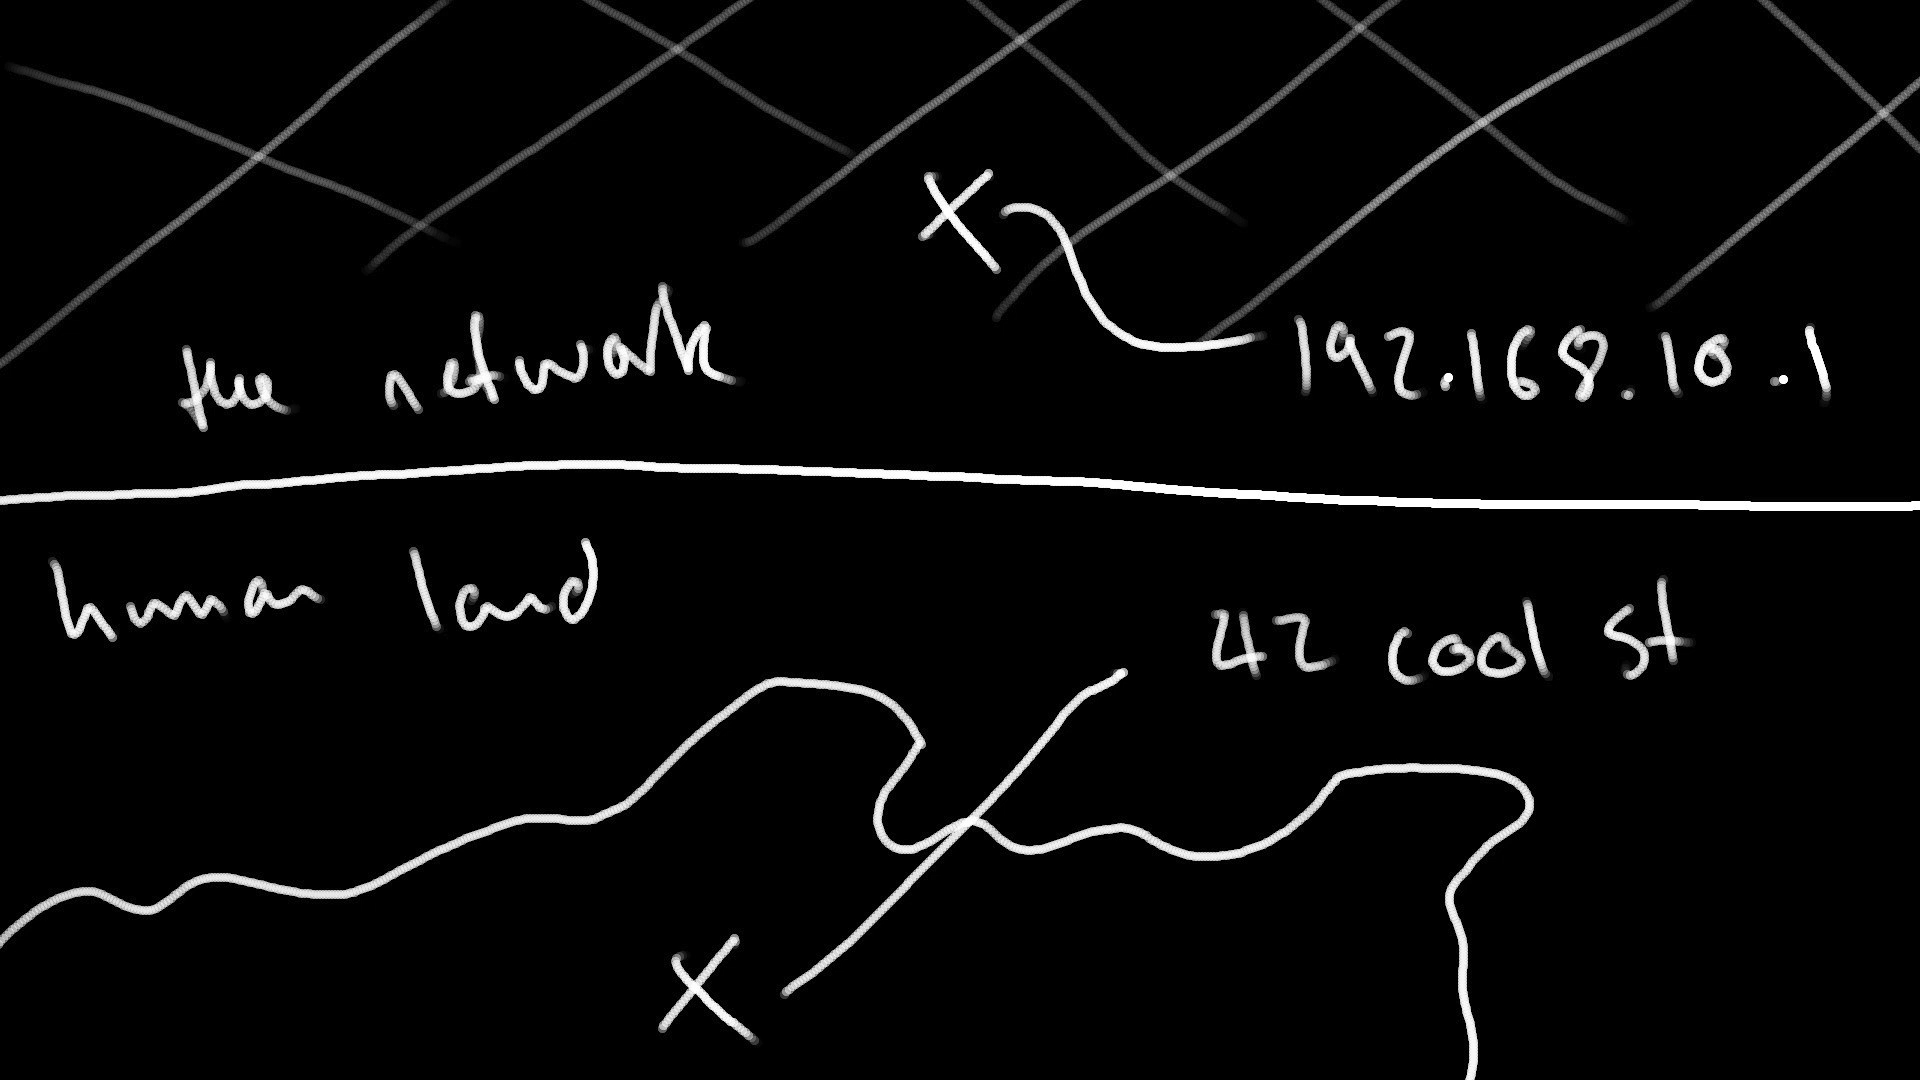 the network
192.168.10.1
human land
42 cool st